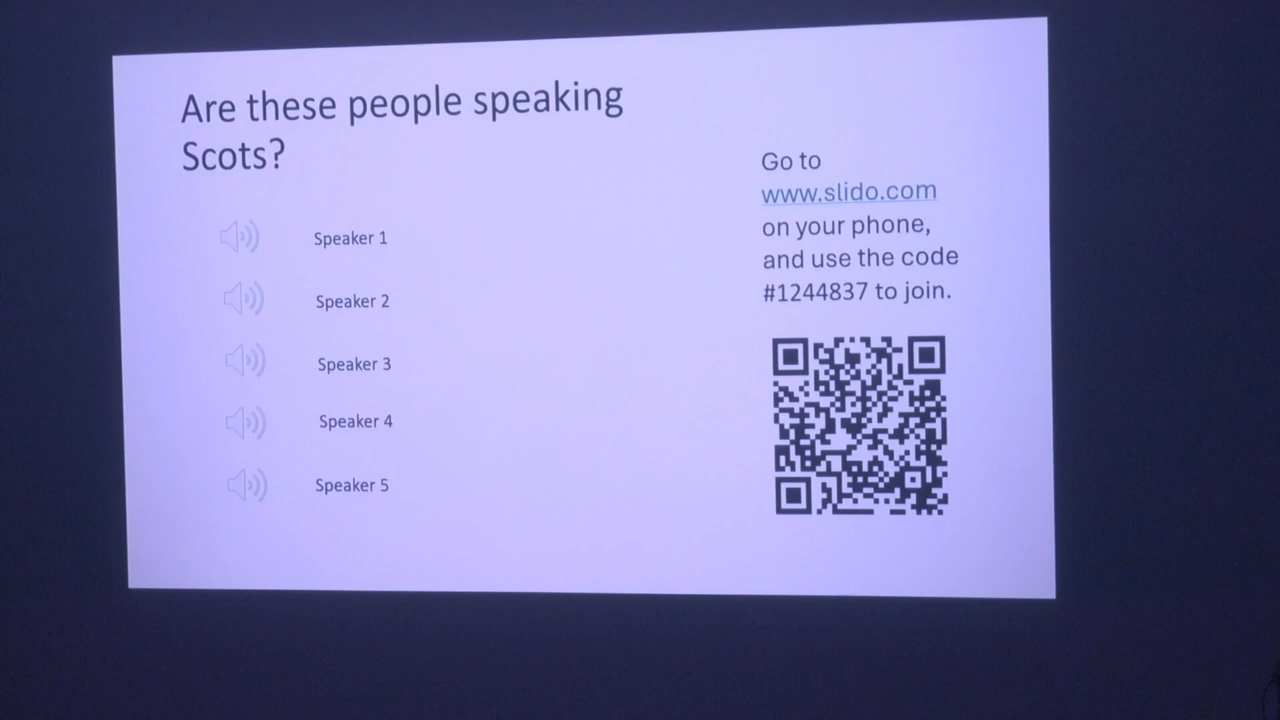 Are these people speaking
Scots?
Speaker 1
Speaker 2
Speaker 3
Speaker 4
Speaker 5
Go to
www.slido.com
on your phone,
and use the code
#1244837 to join.